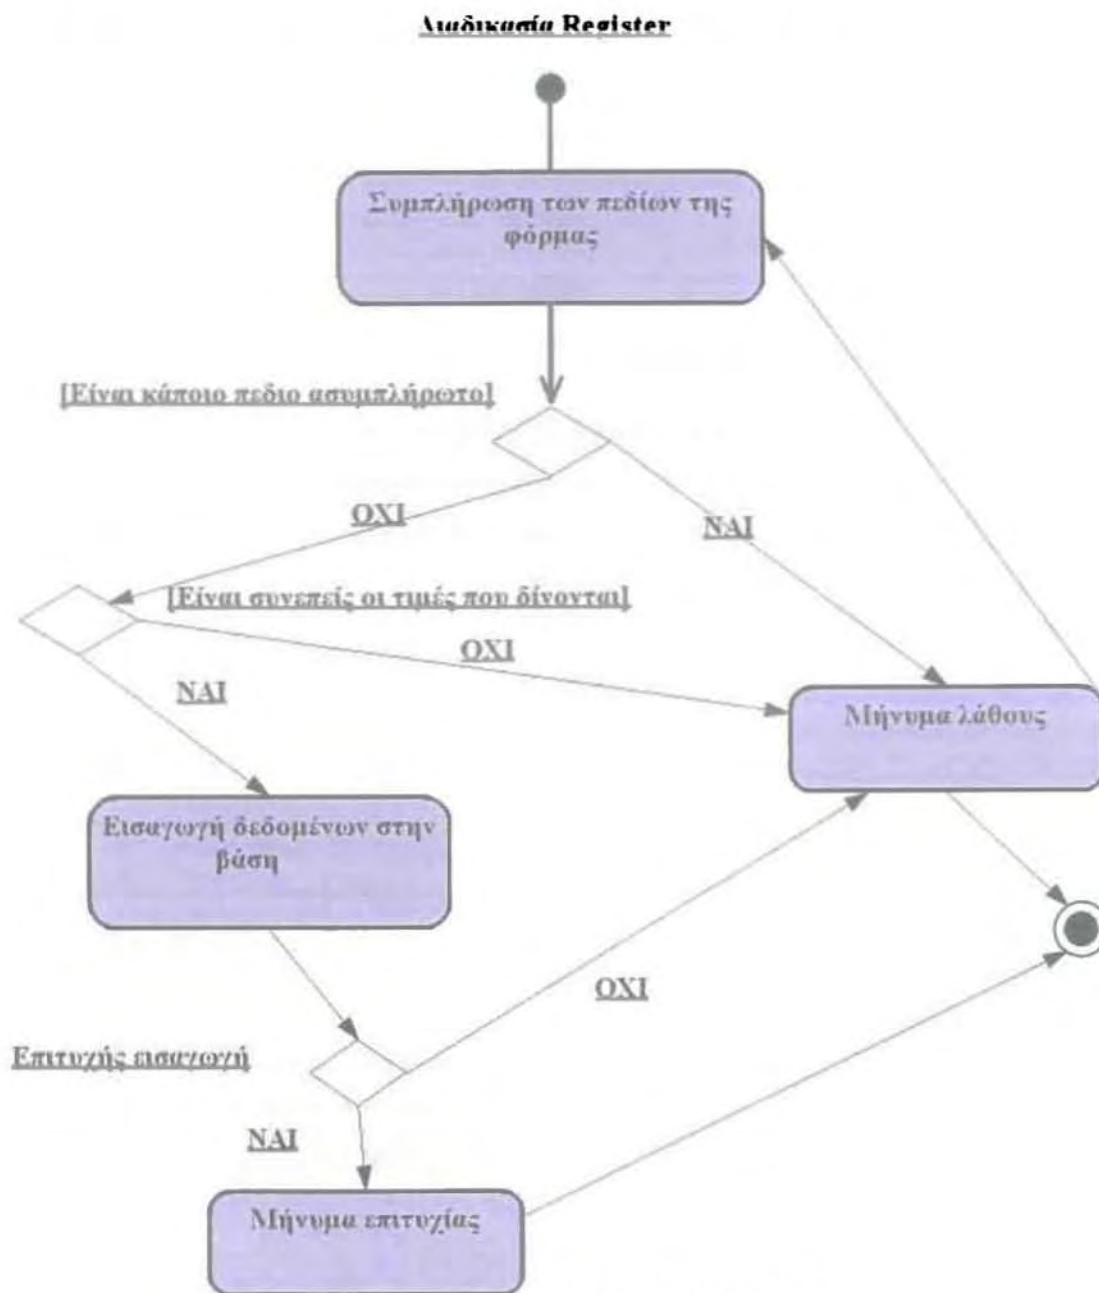 Διαδικασία Register
Συμπλήρωση των πεδίων της
φόρμας
[Είναι κάποιο πεδιο ασυμπλήρωτο]
ΟΧΙ
ΝΑΙ
[Είναι συνεπείς οι τιμές που δίνονται]
ΟΧΙ
ΝΑΙ
Μήνυμα λάθους
Εισαγωγή δεδομένων στην
βάση
ΟΧΙ
Επιτυχής εισαγωγή
ΝΑΙ
Μήνυμα επιτυχίας